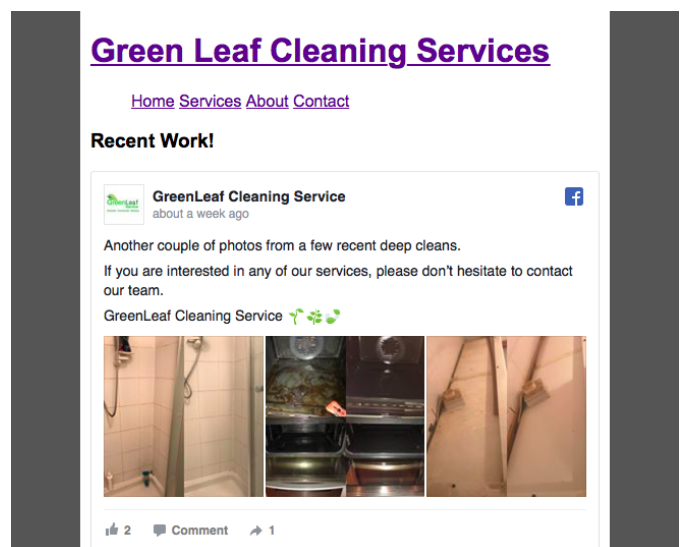 Green Leaf Cleaning Services
Home Services About Contact
Recent Work!
GreenLeaf Cleaning Service
about a week ago
Another couple of photos from a few recent deep cleans.
If you are interested in any of our services, please don't hesitate to contact
our team.
GreenLeaf Cleaning Service 🌱🌿🍃
2 Comment 1